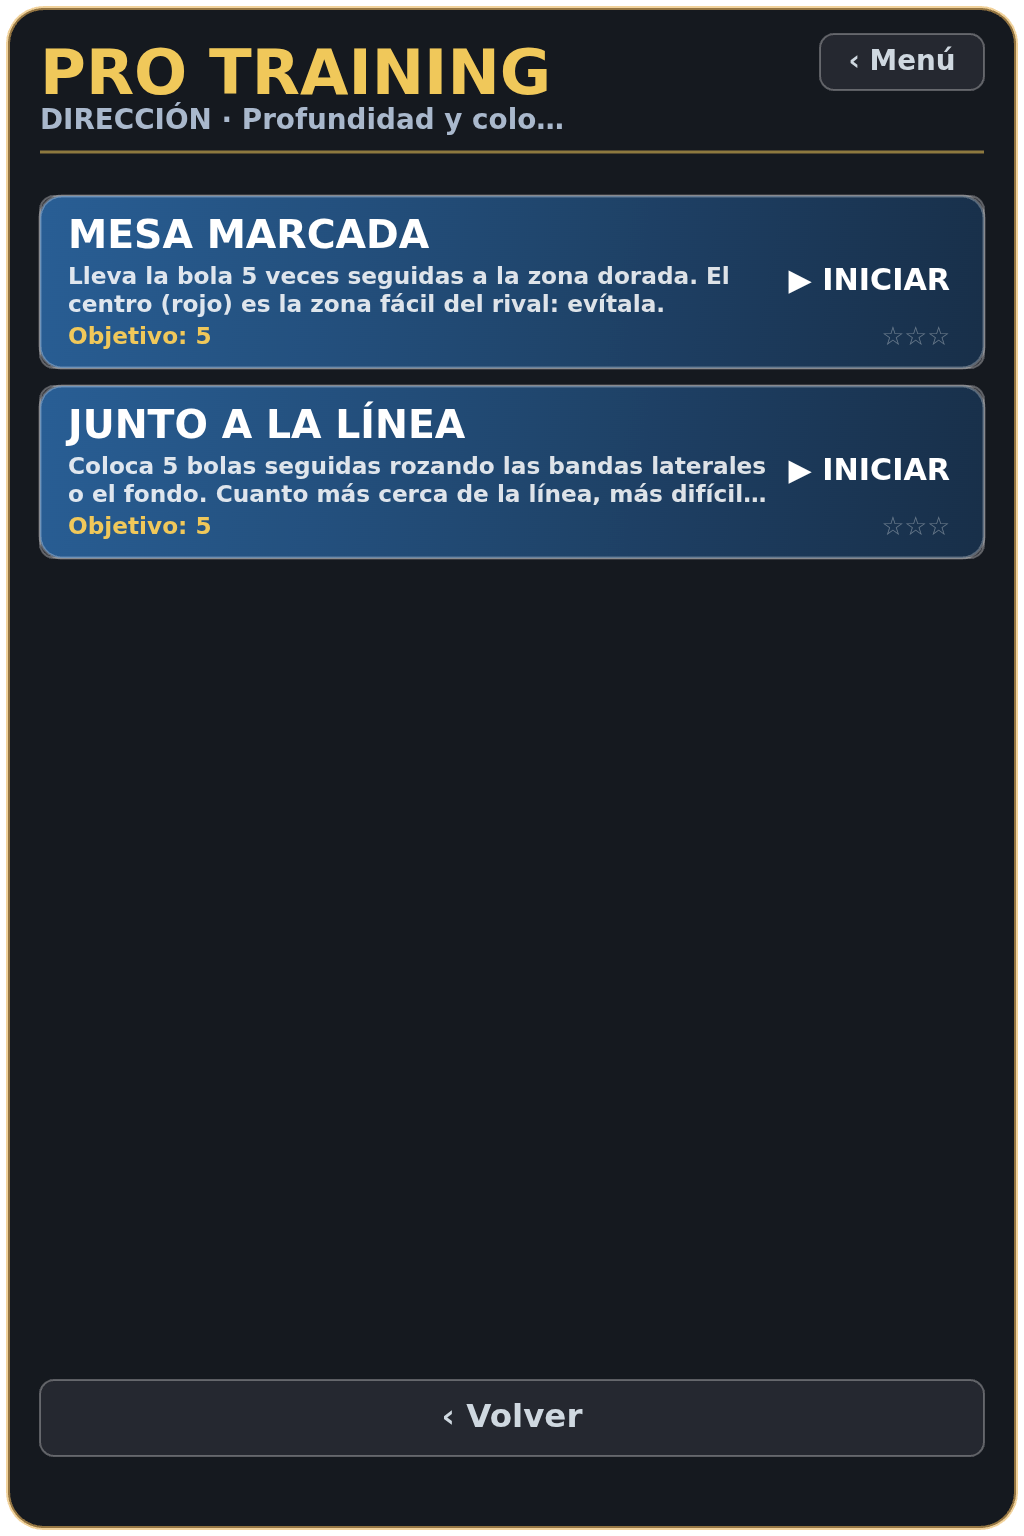 PRO TRAINING
‹ Menú
DIRECCIÓN · Profundidad y colo…
MESA MARCADA
Lleva la bola 5 veces seguidas a la zona dorada. El
centro (rojo) es la zona fácil del rival: evítala.
▶ INICIAR
Objetivo: 5
☆☆☆
JUNTO A LA LÍNEA
Coloca 5 bolas seguidas rozando las bandas laterales
o el fondo. Cuanto más cerca de la línea, más difícil…
▶ INICIAR
Objetivo: 5
☆☆☆
‹ Volver